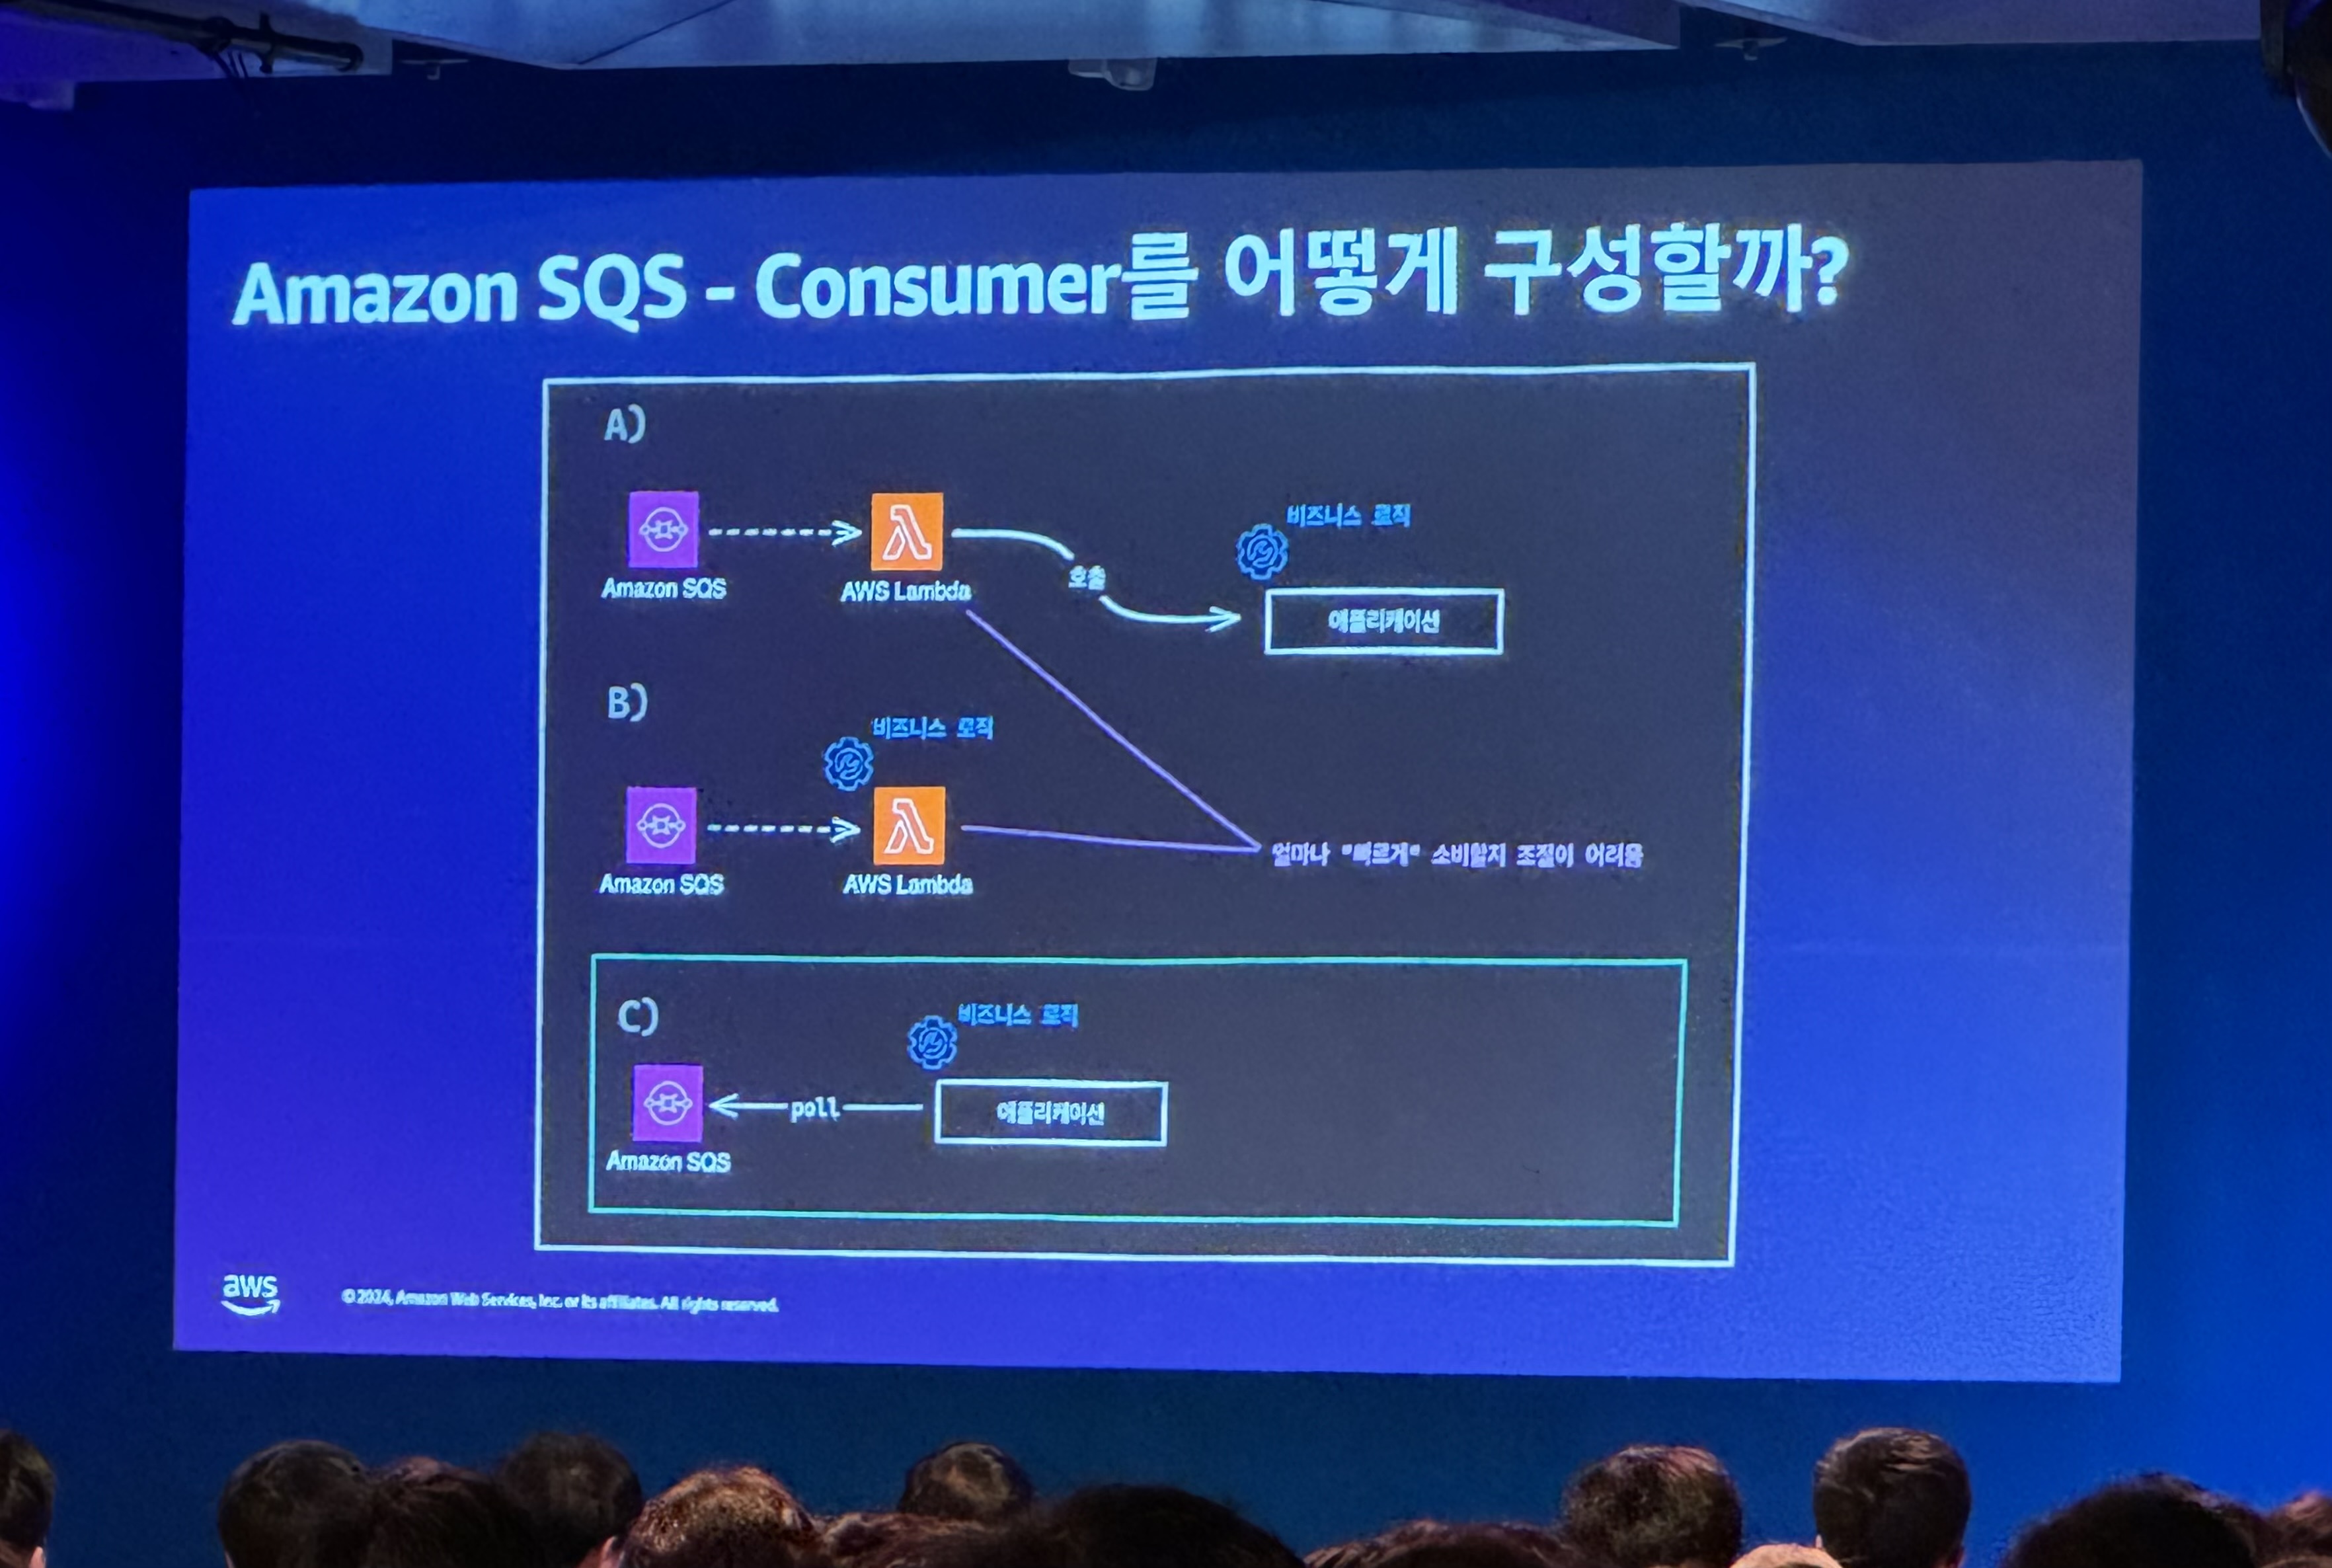 Amazon SQS - Consumer를 어떻게 구성할까?
A)
Amazon SQS
AWS Lambda
호출
비즈니스 로직
애플리케이션
B)
비즈니스 로직
Amazon SQS
AWS Lambda
얼마나 "빠르게" 소비할지 조절이 어려움
C)
비즈니스 로직
poll
애플리케이션
Amazon SQS
aws
© 2024, Amazon Web Services, Inc. or its affiliates. All rights reserved.